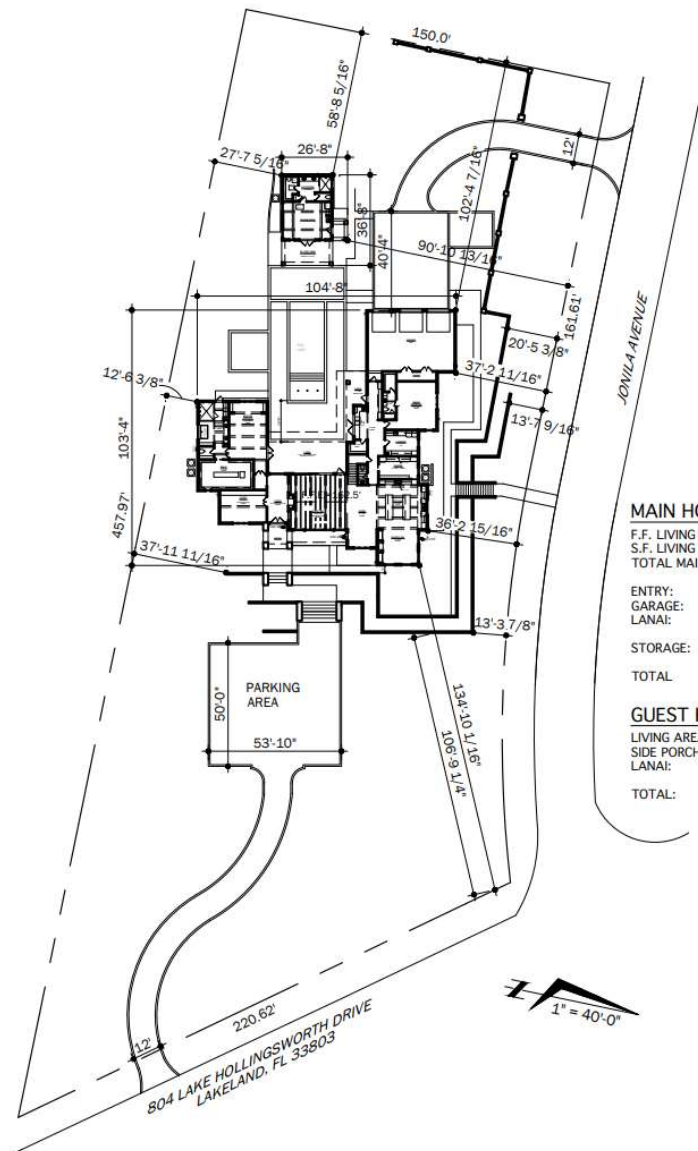 150.0'
58'-8 5/16"
27'-7 5/16"
26'-8"
12'
102'-4 7/16"
36'-8"
40'-4"
90'-10 13/16"
104'-8"
161.61'
JONILA AVENUE
20'-5 3/8"
37'-2 11/16"
12'-6 3/8"
13'-7 9/16"
103'-4"
457.97'
36'-2 15/16"
37'-11 11/16"
13'-3 7/8"
PARKING
AREA
50'-0"
53'-10"
134'-10 1/16"
106'-9 1/4"
MAIN HO
F.F. LIVING
S.F. LIVING
TOTAL MAI
ENTRY:
GARAGE:
LANAI:
STORAGE:
TOTAL
GUEST
LIVING ARE
SIDE PORCH
LANAI:
TOTAL:
220.62'
12'
804 LAKE HOLLINGSWORTH DRIVE
LAKELAND, FL 33803
1" = 40'-0"